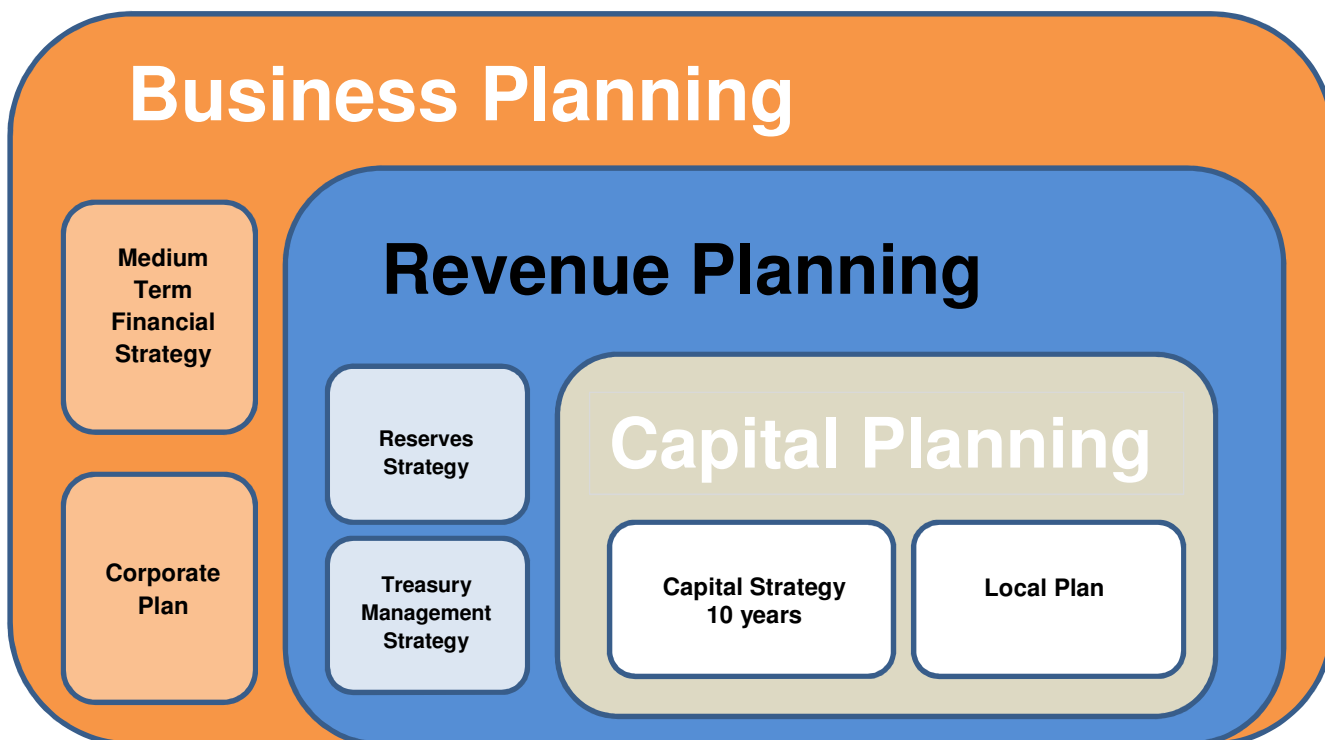 Business Planning
Medium
Term
Financial
Strategy
Corporate
Plan
Revenue Planning
Reserves
Strategy
Treasury
Management
Strategy
Capital Planning
Capital Strategy
10 years
Local Plan